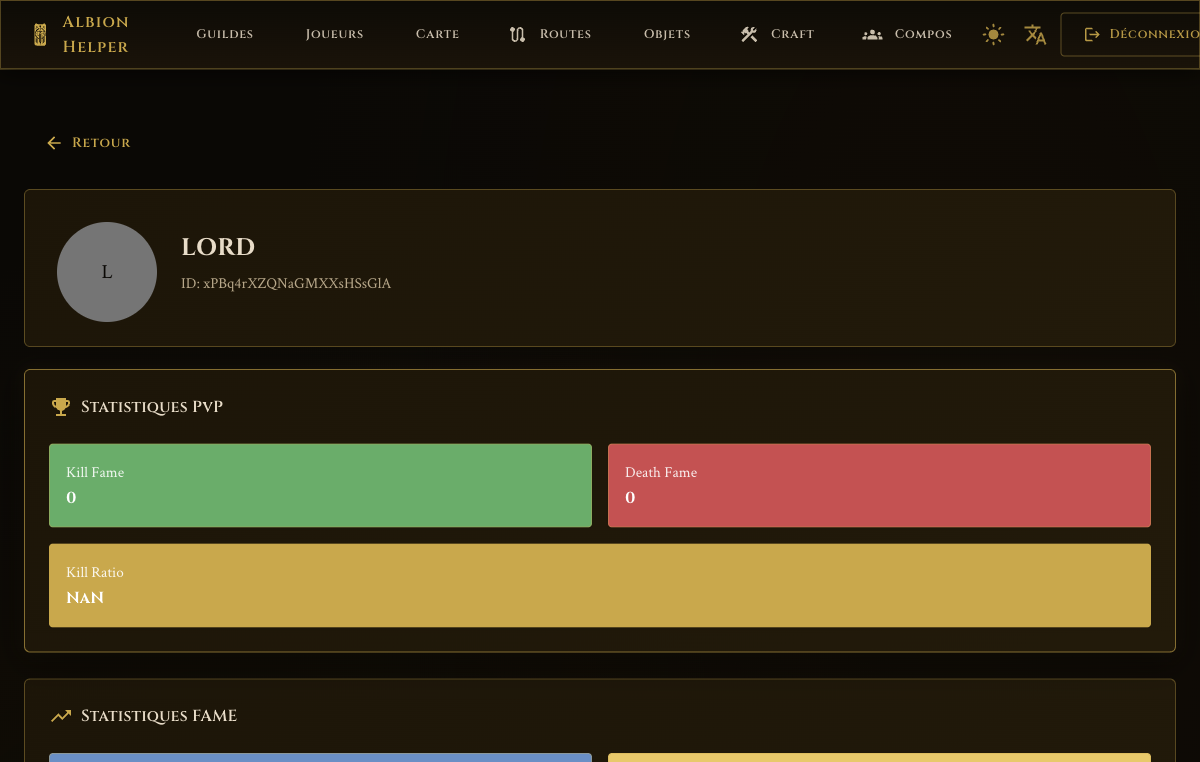 Albion
Helper
Guildes
Joueurs
Carte
Routes
Objets
Craft
Compos
Déconnexio
Retour
L
LORD
ID: xPBq4rXZQNaGMXXsHSsGlA
Statistiques PvP
Kill Fame
0
Death Fame
0
Kill Ratio
NaN
Statistiques FAME